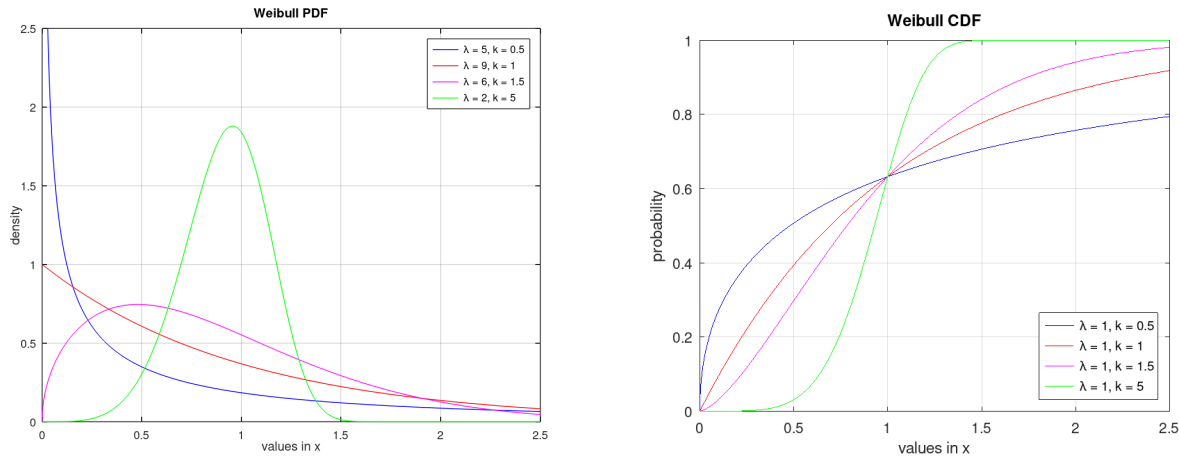 Weibull PDF
2.5
2
1.5
1
0.5
0
density
λ = 5, k = 0.5
λ = 9, k = 1
λ = 6, k = 1.5
λ = 2, k = 5
0 0.5 1 1.5 2 2.5
values in x
Weibull CDF
1
0.8
0.6
0.4
0.2
0
probability
λ = 1, k = 0.5
λ = 1, k = 1
λ = 1, k = 1.5
λ = 1, k = 5
0 0.5 1 1.5 2 2.5
values in x